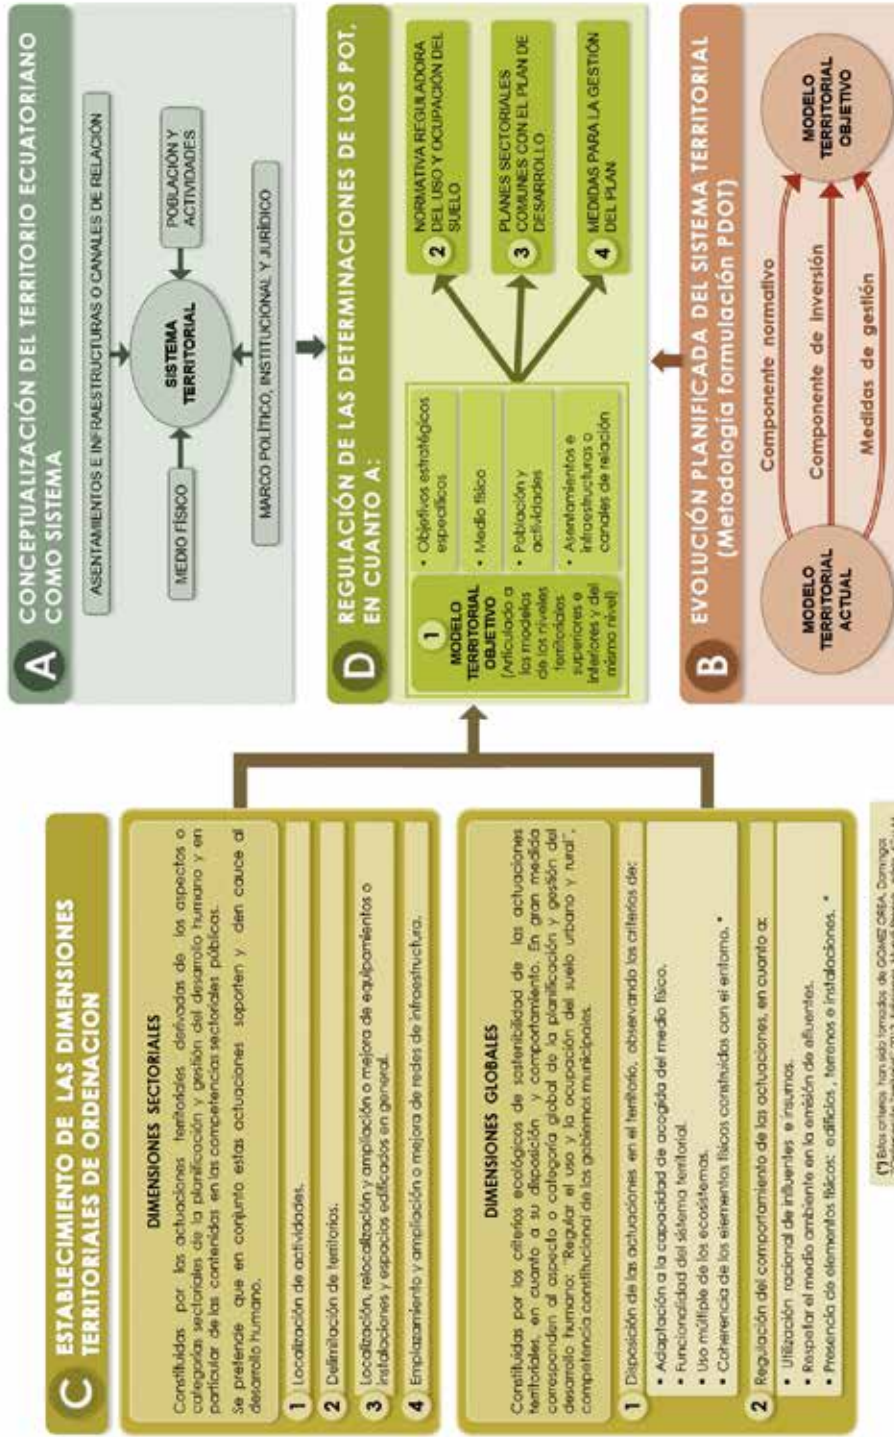 A
CONCEPTUALIZACIÓN DEL TERRITORIO ECUATORIANO
COMO SISTEMA
ASENTAMIENTOS E INFRAESTRUCTURAS O CANALES DE RELACIÓN
MEDIO FÍSICO
SISTEMA
TERRITORIAL
POBLACIÓN Y
ACTIVIDADES
MARCO POLÍTICO, INSTITUCIONAL Y JURÍDICO
C
ESTABLECIMIENTO DE LAS DIMENSIONES
TERRITORIALES DE ORDENACION
DIMENSIONES SECTORIALES
Constituidas por las actuaciones territoriales derivadas de los aspectos o
categorías sectoriales de la planificación y gestión del desarrollo humano y en
particular de las contenidas en las competencias sectoriales públicas.
Se pretende que en conjunto estas actuaciones soporten y den cauce al
desarrollo humano.
1 Localización de actividades.
2 Delimitación de territorios.
3 Localización, relocalización y ampliación o mejora de equipamientos o
instalaciones y espacios edificados en general.
4 Emplazamiento y ampliación o mejora de redes de infraestructura.
DIMENSIONES GLOBALES
Constituidas por los criterios ecológicos de sostenibilidad de las actuaciones
territoriales, en cuanto a su disposición y comportamiento. En gran medida
corresponden al aspecto o categoría global de la planificación y gestión del
desarrollo humano: "Regular el uso y la ocupación del suelo urbano y rural",
competencia constitucional de los gobiernos municipales.
1 Disposición de las actuaciones en el territorio, observando los criterios de:
• Adaptación a la capacidad de acogida del medio físico.
• Funcionalidad del sistema territorial.
• Uso múltiple de los ecosistemas.
• Coherencia de los elementos físicos construidos con el entorno. *
2 Regulación del comportamiento de las actuaciones, en cuanto a:
• Utilización racional de influentes e insumos.
• Respetar el medio ambiente en la emisión de efluentes.
• Presencia de elementos físicos: edificios, terrenos e instalaciones. *
(*) Estos criterios han sido tomados de GOMEZ OREA, Domingo.
D
REGULACIÓN DE LAS DETERMINACIONES DE LOS POT,
EN CUANTO A:
1
MODELO
TERRITORIAL
OBJETIVO
(Articulado a
los modelos
de los niveles
territoriales
superiores e
inferiores y del
mismo nivel)
• Objetivos estratégicos
específicos
• Medio físico
• Población y
actividades
• Asentamientos e
infraestructuras o
canales de relación
2 NORMATIVA REGULADORA
DEL USO Y OCUPACIÓN DEL
SUELO
3 PLANES SECTORIALES
COMUNES CON EL PLAN DE
DESARROLLO
4 MEDIDAS PARA LA GESTIÓN
DEL PLAN
B
EVOLUCIÓN PLANIFICADA DEL SISTEMA TERRITORIAL
(Metodología formulación PDOT)
MODELO
TERRITORIAL
ACTUAL
Componente normativo
Componente de inversión
Medidas de gestión
MODELO
TERRITORIAL
OBJETIVO